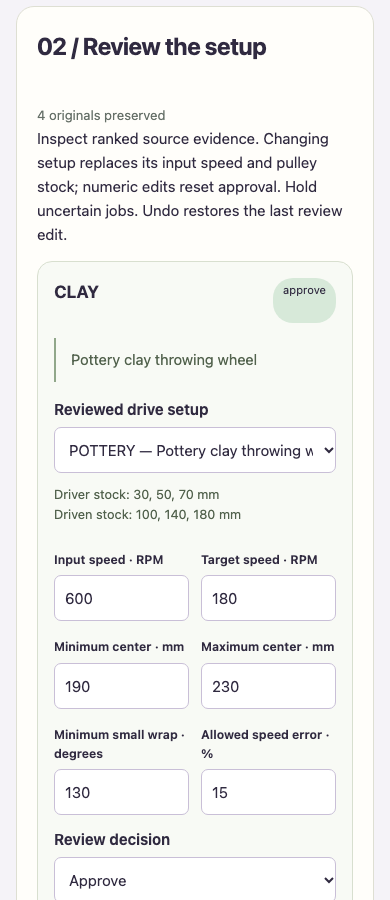 02 / Review the setup
4 originals preserved
Inspect ranked source evidence. Changing
setup replaces its input speed and pulley
stock; numeric edits reset approval. Hold
uncertain jobs. Undo restores the last review
edit.
CLAY
approve
Pottery clay throwing wheel
Reviewed drive setup
POTTERY — Pottery clay throwing w
Driver stock: 30, 50, 70 mm
Driven stock: 100, 140, 180 mm
Input speed · RPM
Target speed · RPM
600
180
Minimum center · mm
Maximum center · mm
190
230
Minimum small wrap ·
degrees
Allowed speed error ·
%
130
15
Review decision
Approve